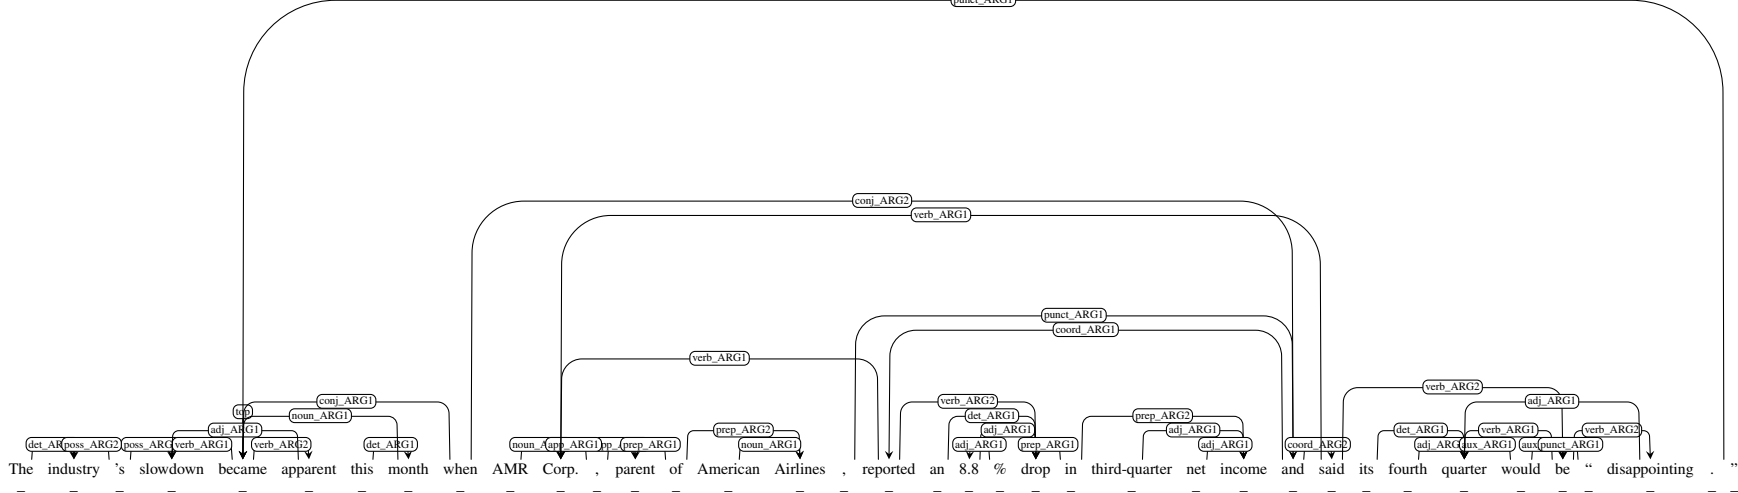 punct_ARG1
conj_ARG2
verb_ARG1
punct_ARG1
coord_ARG1
verb_ARG1
verb_ARG2
conj_ARG1 verb_ARG2 adj_ARG1
top noun_ARG1 det_ARG1 prep_ARG2
adj_ARG1 prep_ARG2 adj_ARG1 adj_ARG1 det_ARG1 verb_ARG1 verb_ARG2
poss_ARG2 verb_ARG1 verb_ARG2 det_ARG1 app_ARG1 prep_ARG1 noun_ARG1 adj_ARG1 prep_ARG1 adj_ARG1 coord_ARG2 aux_ARG1 punct_ARG1
The industry 's slowdown became apparent this month when AMR Corp. , parent of American Airlines , reported an 8.8 % drop in third-quarter net income and said its fourth quarter would be “ disappointing . ”
_ _ _ _ _ _ _ _ _ _ _ _ _ _ _ _ _ _ _ _ _ _ _ _ _ _ _ _ _ _ _ _ _ _ _ _ _